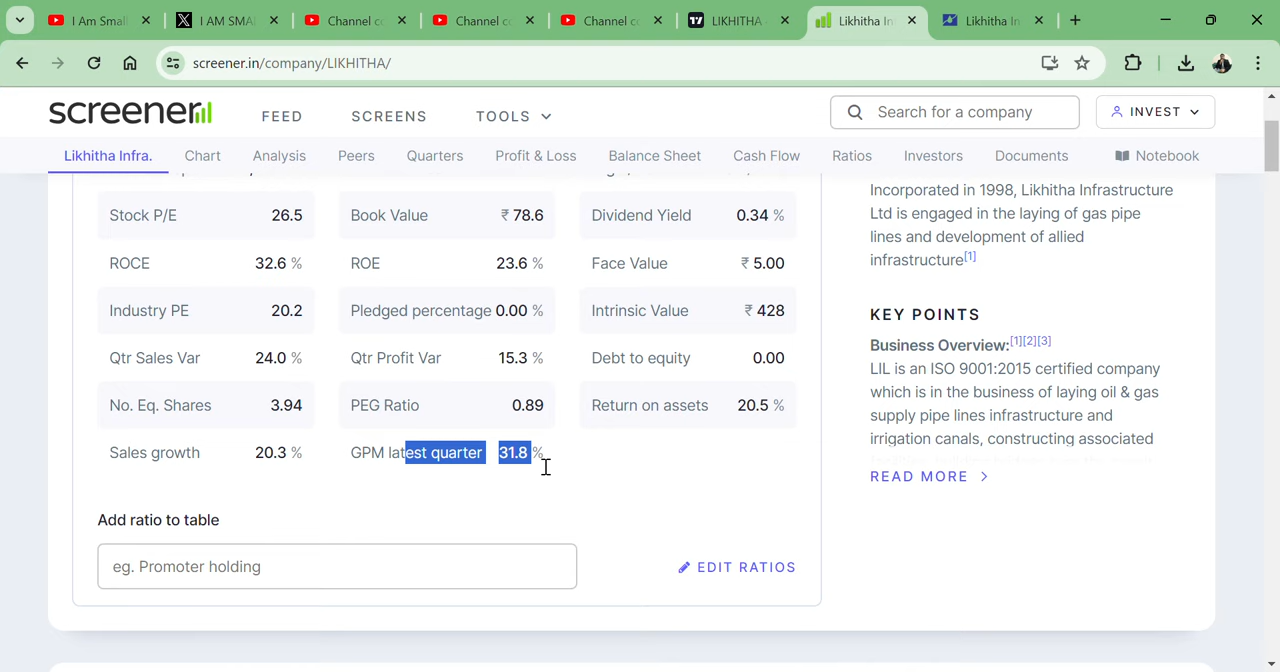 I Am Small
I AM SMA
Channel c
Channel c
Channel c
LIKHITHA
Likhitha In
Likhitha In
screener.in/company/LIKHITHA/
screener
FEED
SCREENS
TOOLS
Search for a company
INVEST
Likhitha Infra.
Chart
Analysis
Peers
Quarters
Profit & Loss
Balance Sheet
Cash Flow
Ratios
Investors
Documents
Notebook
Stock P/E 26.5
Book Value ₹ 78.6
Dividend Yield 0.34 %
ROCE 32.6 %
ROE 23.6 %
Face Value ₹ 5.00
Industry PE 20.2
Pledged percentage 0.00 %
Intrinsic Value ₹ 428
Qtr Sales Var 24.0 %
Qtr Profit Var 15.3 %
Debt to equity 0.00
No. Eq. Shares 3.94
PEG Ratio 0.89
Return on assets 20.5 %
Sales growth 20.3 %
GPM latest quarter 31.8 %
Add ratio to table
eg. Promoter holding
EDIT RATIOS
Incorporated in 1998, Likhitha Infrastructure
Ltd is engaged in the laying of gas pipe
lines and development of allied
infrastructure[1]
KEY POINTS
Business Overview:[1][2][3]
LIL is an ISO 9001:2015 certified company
which is in the business of laying oil & gas
supply pipe lines infrastructure and
irrigation canals, constructing associated
READ MORE